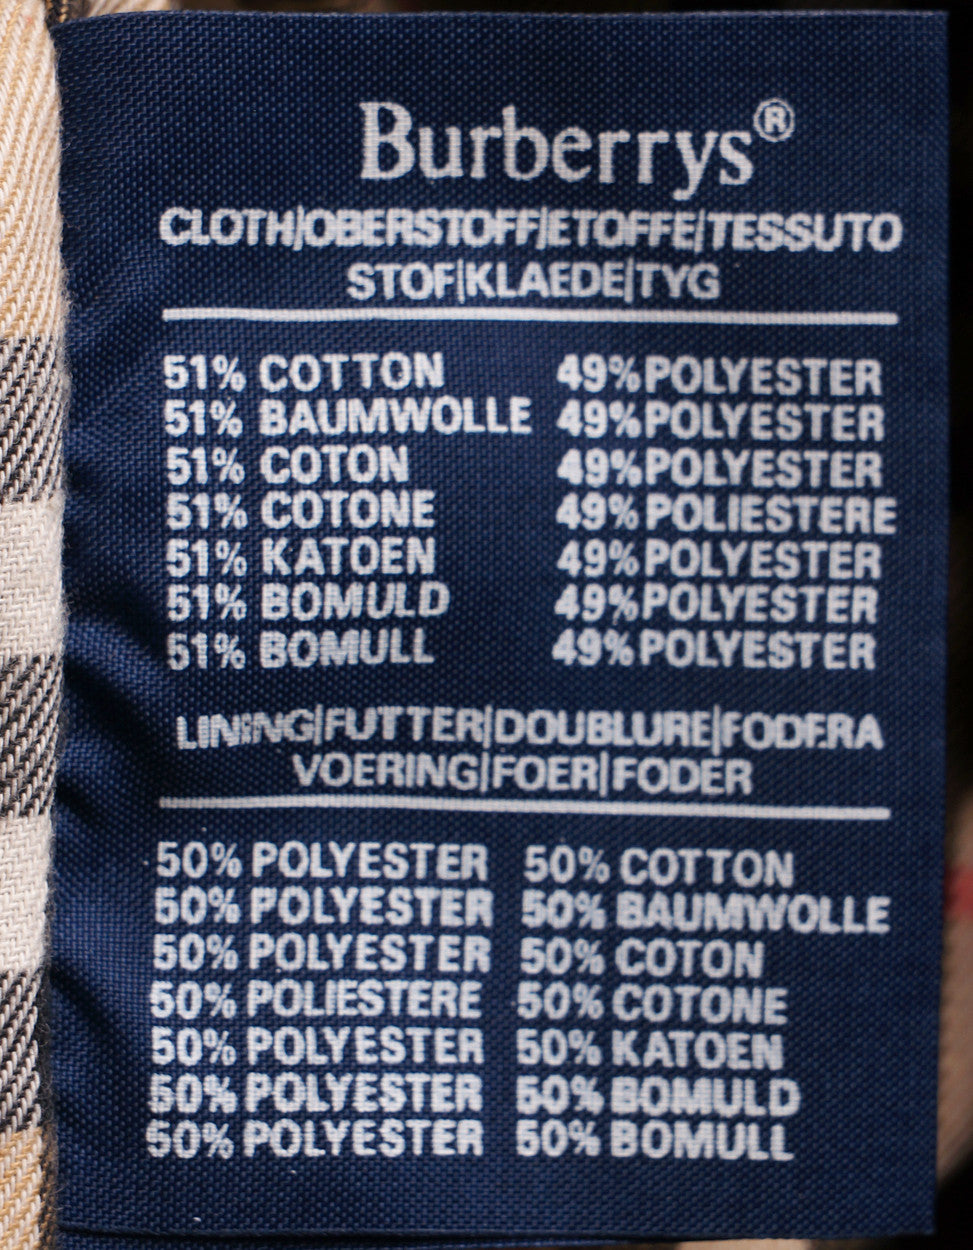 Burberrys®
CLOTH|OBERSTOFF|ETOFFE|TESSUTO
STOF|KLAEDE|TYG
51% COTTON 49% POLYESTER
51% BAUMWOLLE 49% POLYESTER
51% COTON 49% POLYESTER
51% COTONE 49% POLIESTERE
51% KATOEN 49% POLYESTER
51% BOMULD 49% POLYESTER
51% BOMULL 49% POLYESTER
LINING|FUTTER|DOUBLURE|FODERA
VOERING|FOER|FODER
50% POLYESTER 50% COTTON
50% POLYESTER 50% BAUMWOLLE
50% POLYESTER 50% COTON
50% POLIESTERE 50% COTONE
50% POLYESTER 50% KATOEN
50% POLYESTER 50% BOMULD
50% POLYESTER 50% BOMULL